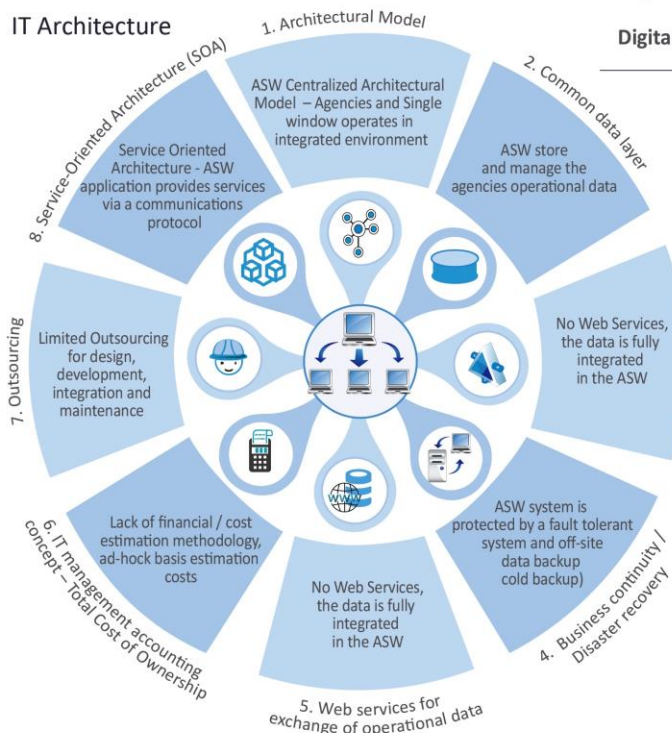 IT Architecture
Digita
1. Architectural Model
ASW Centralized Architectural
Model – Agencies and Single
window operates in
integrated environment
2. Common data layer
ASW store
and manage the
agencies operational data
No Web Services,
the data is fully
integrated
in the ASW
4. Business continuity /
Disaster recovery
ASW system is
protected by a fault tolerant
system and off-site
data backup
cold backup)
5. Web services for
exchange of operational data
No Web Services,
the data is fully
integrated
in the ASW
6. IT management accounting
concept – Total Cost of Ownership
Lack of financial / cost
estimation methodology,
ad-hock basis estimation
costs
7. Outsourcing
Limited Outsourcing
for design,
development,
integration and
maintenance
8. Service-Oriented Architecture (SOA)
Service Oriented
Architecture - ASW
application provides services
via a communications
protocol
WWW